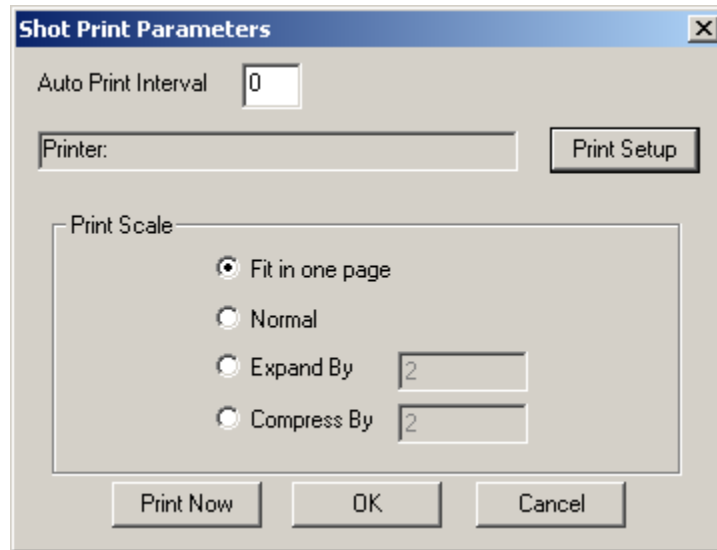 Shot Print Parameters
Auto Print Interval 0
Printer: Print Setup
Print Scale
Fit in one page
Normal
Expand By 2
Compress By 2
Print Now OK Cancel